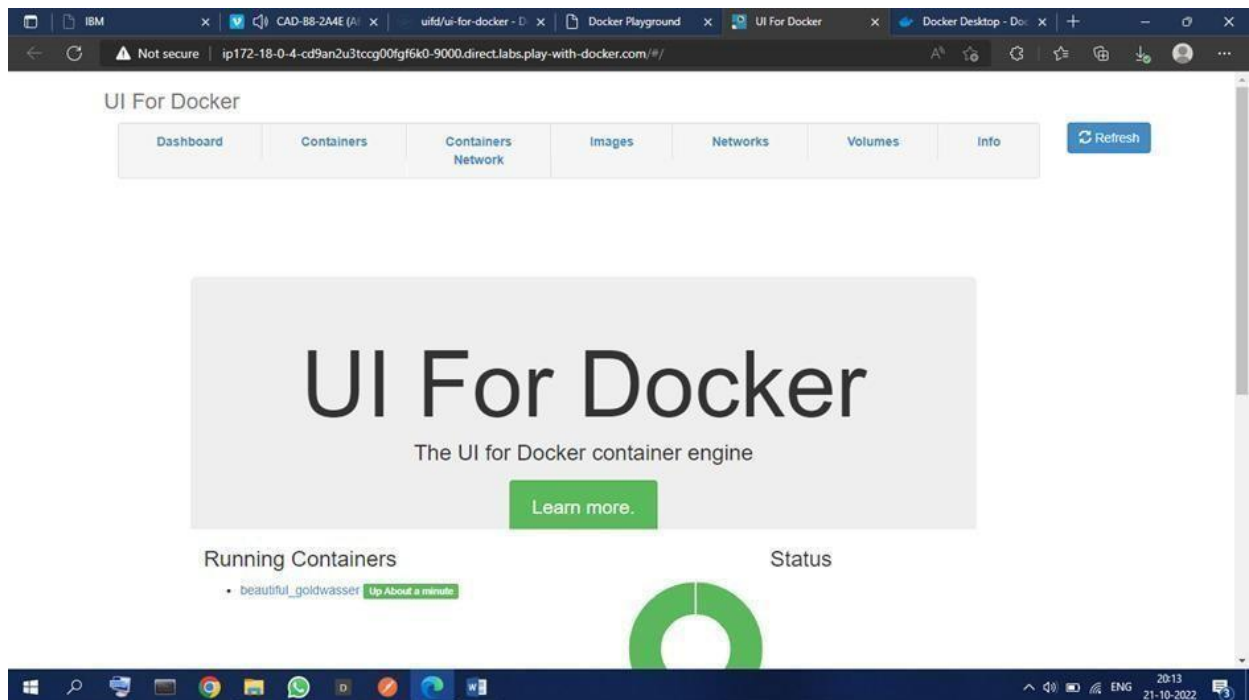 IBM
CAD-B8-2A4E (A
uifd/ui-for-docker - D
Docker Playground
UI For Docker
Docker Desktop - Doc
Not secure
ip172-18-0-4-cd9an2u3tccg00fgf6k0-9000.direct.labs.play-with-docker.com/#/
UI For Docker
Dashboard
Containers
Containers
Network
Images
Networks
Volumes
Info
Refresh
UI For Docker
The UI for Docker container engine
Learn more.
Running Containers
Status
beautiful_goldwasser Up About a minute
ENG
20:13
21-10-2022